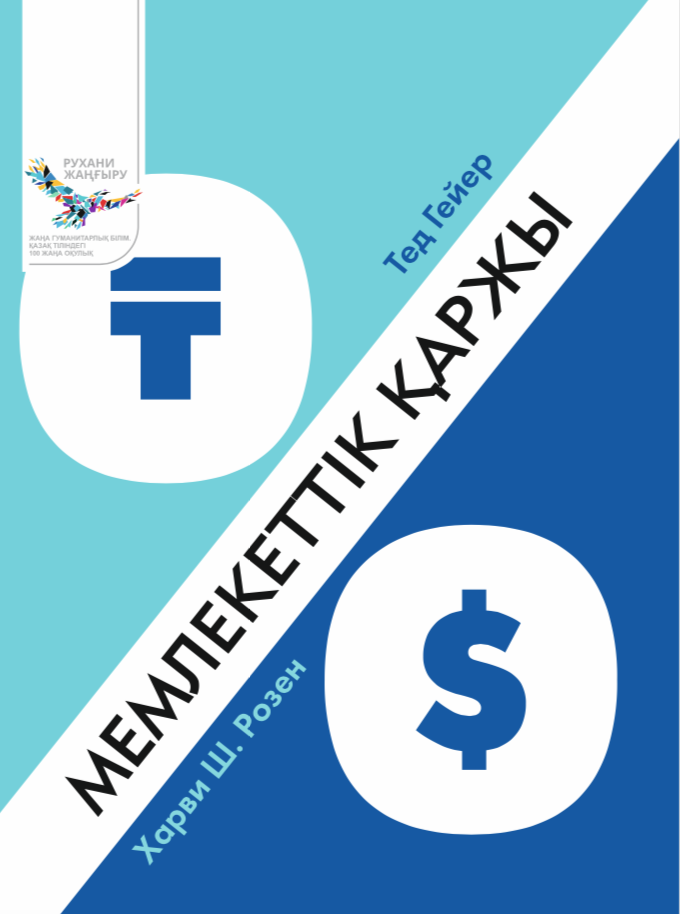 РУХАНИ
ЖАҢҒЫРУ
ЖАҢА ГУМАНИТАРЛЫҚ БІЛІМ.
ҚАЗАҚ ТІЛІНДЕГІ
100 ЖАҢА ОҚУЛЫҚ
₸
Тед Гейер
МЕМЛЕКЕТТІК ҚАРЖЫ
Харви Ш. Розен
$